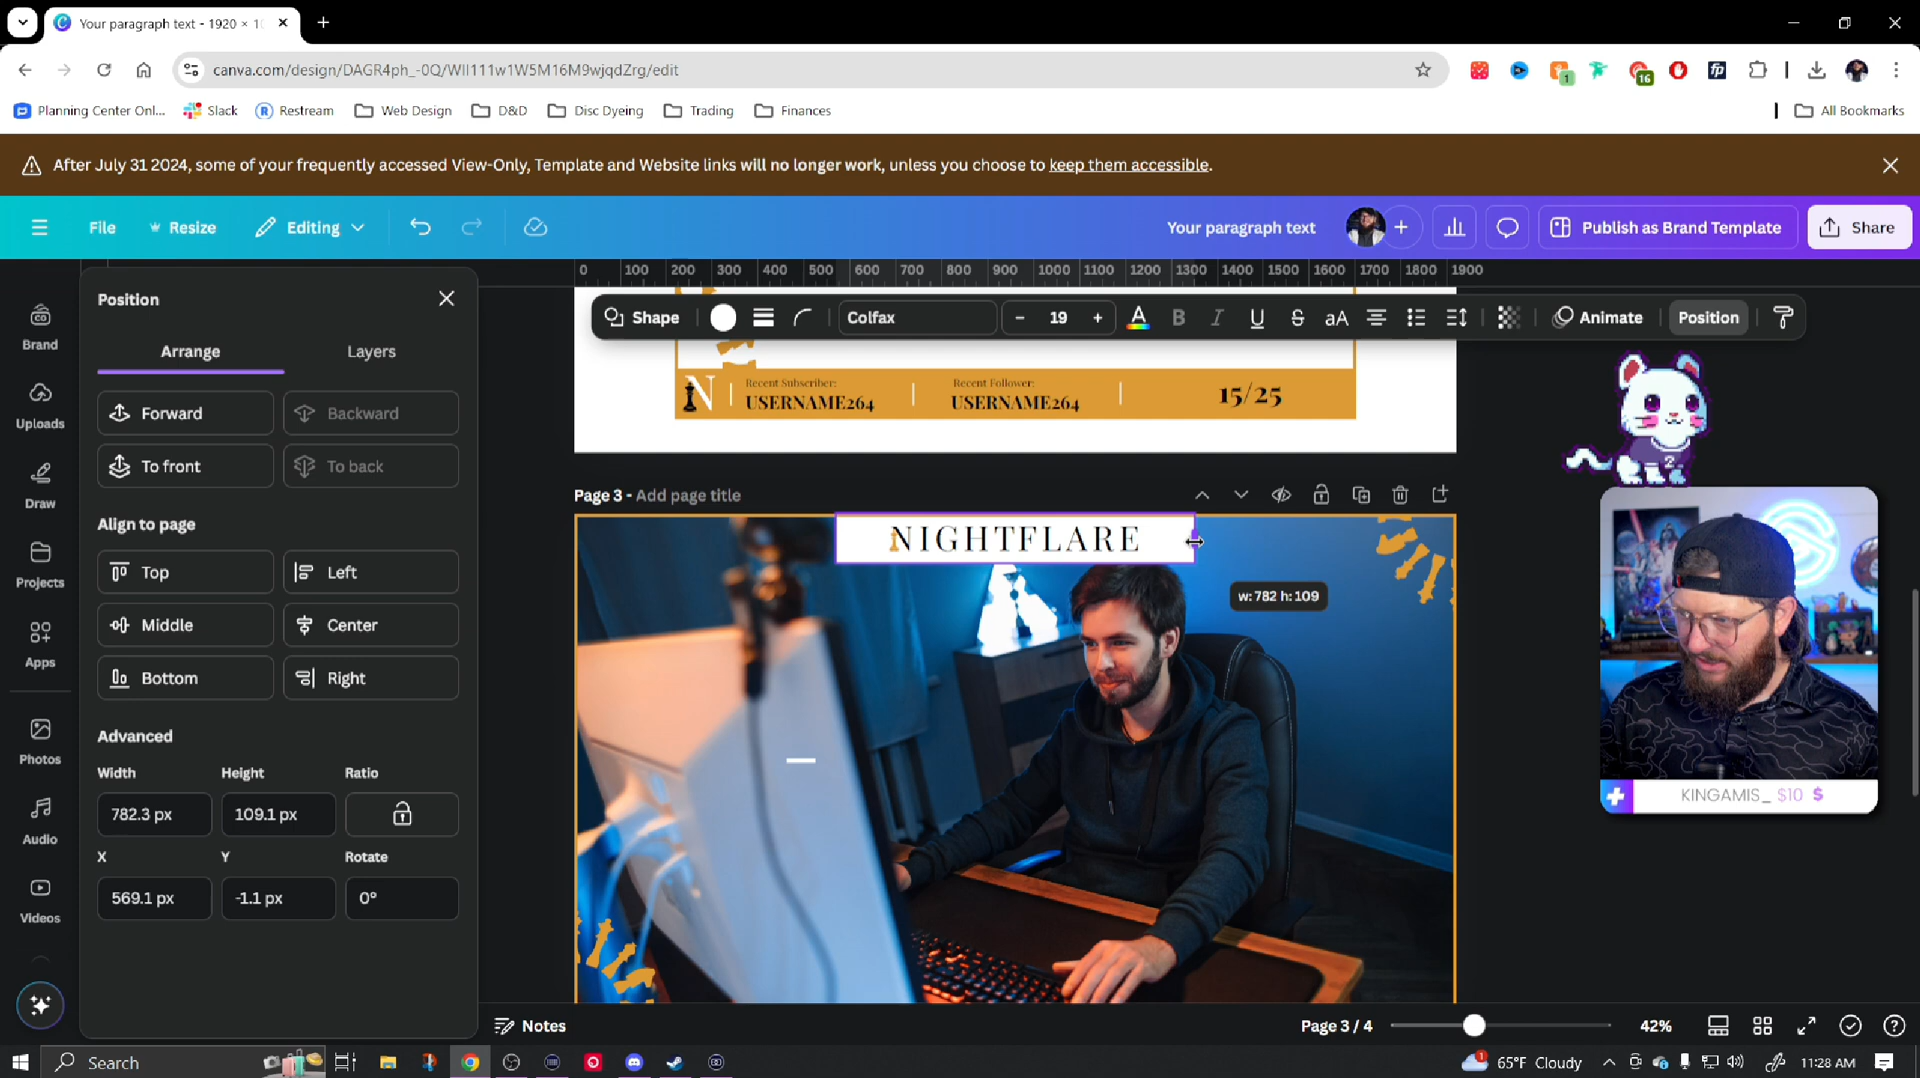 Your paragraph text - 1920 × 1
canva.com/design/DAGR4ph_-0Q/WlI111w1W5M16M9wjqdZrg/edit
1
16
fp
Planning Center Onl...
Slack
Restream
Web Design
D&D
Disc Dyeing
Trading
Finances
All Bookmarks
After July 31 2024, some of your frequently accessed View-Only, Template and Website links will no longer work, unless you choose to keep them accessible.
File
Resize
Editing
Your paragraph text
Publish as Brand Template
Share
Brand
Uploads
Draw
Projects
Apps
Photos
Audio
Videos
Position
Arrange
Layers
Forward
Backward
To front
To back
Align to page
Top
Left
Middle
Center
Bottom
Right
Advanced
Width
Height
Ratio
782.3 px
109.1 px
X
Y
Rotate
569.1 px
-1.1 px
0°
0 100 200 300 400 500 600 700 800 900 1000 1100 1200 1300 1400 1500 1600 1700 1800 1900
Shape
Colfax
19
A
B
I
U
S
aA
Animate
Position
N
Recent Subscriber:
USERNAME264
Recent Follower:
USERNAME264
15/25
Page 3 - Add page title
NIGHTFLARE
w: 782 h: 109
2
KINGAMIS_ $10 $
Notes
Page 3 / 4
42%
Search
1
65°F Cloudy
11:28 AM